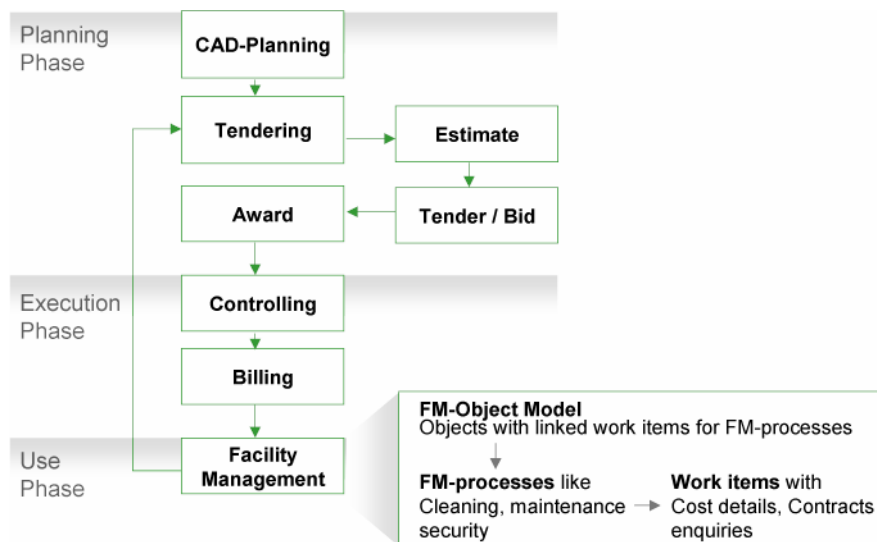 Planning
Phase
CAD-Planning
Tendering
Estimate
Award
Tender / Bid
Execution
Phase
Controlling
Billing
Use
Phase
Facility
Management
FM-Object Model
Objects with linked work items for FM-processes
FM-processes like
Cleaning, maintenance
security
Work items with
Cost details, Contracts
enquiries